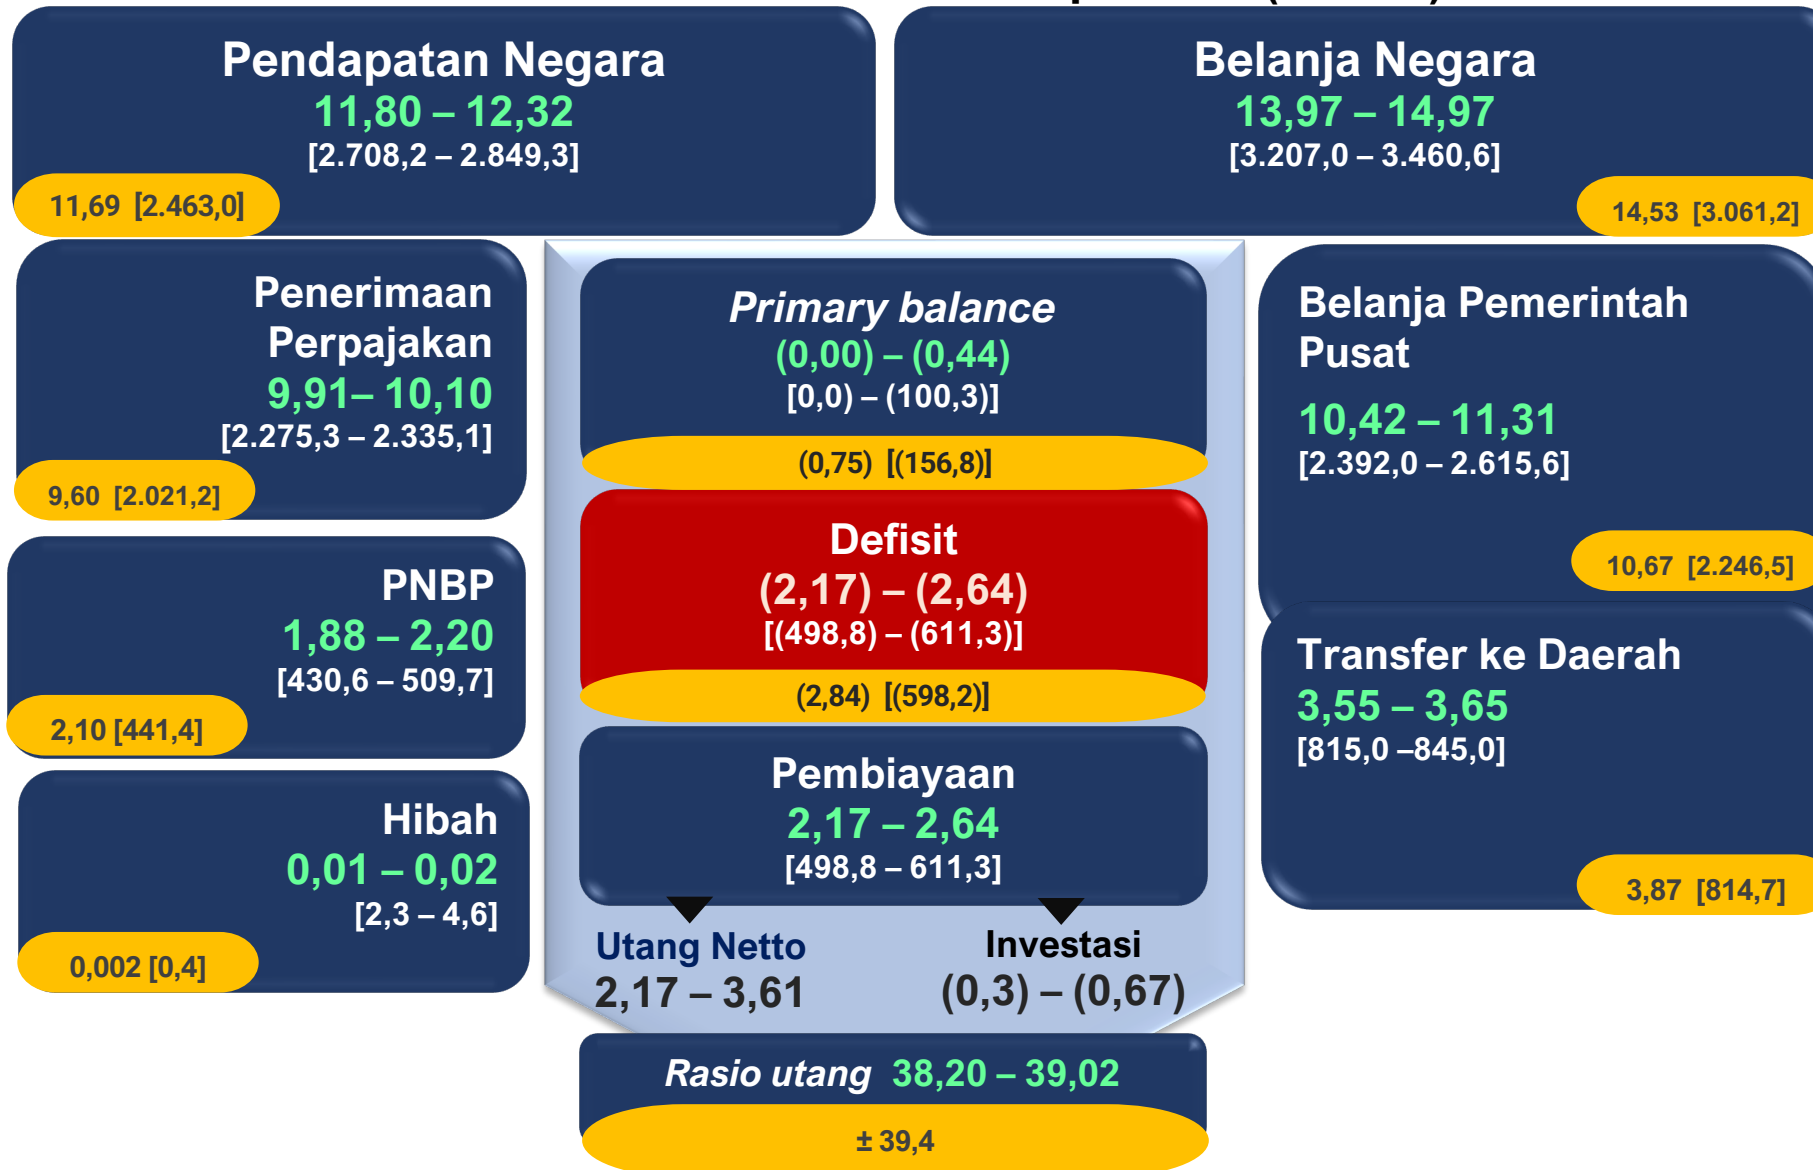 Pendapatan Negara
11,80 – 12,32
[2.708,2 – 2.849,3]
11,69 [2.463,0]
Belanja Negara
13,97 – 14,97
[3.207,0 – 3.460,6]
14,53 [3.061,2]
Penerimaan
Perpajakan
9,91– 10,10
[2.275,3 – 2.335,1]
9,60 [2.021,2]
PNBP
1,88 – 2,20
[430,6 – 509,7]
2,10 [441,4]
Hibah
0,01 – 0,02
[2,3 – 4,6]
0,002 [0,4]
Primary balance
(0,00) – (0,44)
[0,0) – (100,3)]
(0,75) [(156,8)]
Defisit
(2,17) – (2,64)
[(498,8) – (611,3)]
(2,84) [(598,2)]
Pembiayaan
2,17 – 2,64
[498,8 – 611,3]
Utang Netto
2,17 – 3,61
Investasi
(0,3) – (0,67)
Rasio utang 38,20 – 39,02
± 39,4
Belanja Pemerintah
Pusat
10,42 – 11,31
[2.392,0 – 2.615,6]
10,67 [2.246,5]
Transfer ke Daerah
3,55 – 3,65
[815,0 –845,0]
3,87 [814,7]